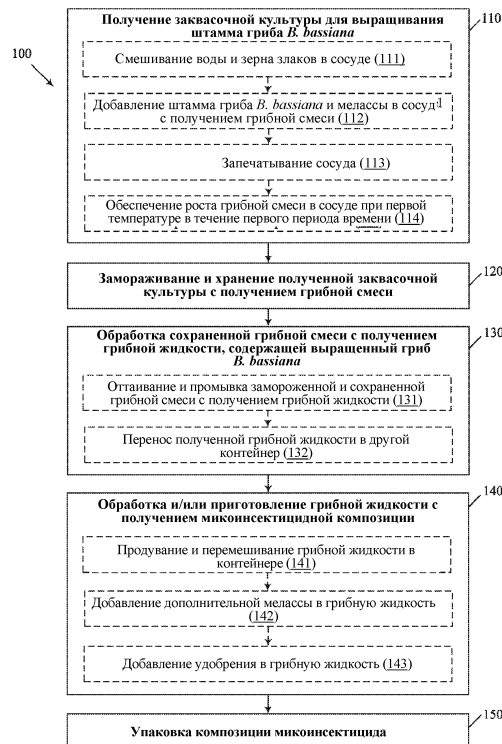 100
110
Получение заквасочной культуры для выращивания
штамма гриба B. bassiana
Смешивание воды и зерна злаков в сосуде (111)
Добавление штамма гриба B. bassiana и мелассы в сосуд
с получением грибной смеси (112)
Запечатывание сосуда (113)
Обеспечение роста грибной смеси в сосуде при первой
температуре в течение первого периода времени (114)
120
Замораживание и хранение полученной заквасочной
культуры с получением грибной смеси
130
Обработка сохраненной грибной смеси с получением
грибной жидкости, содержащей выращенный гриб
B. bassiana
Оттаивание и промывка замороженной и сохраненной
грибной смеси с получением грибной жидкости (131)
Перенос полученной грибной жидкости в другой
контейнер (132)
140
Обработка и/или приготовление грибной жидкости с
получением микоинсектицидной композиции
Продувание и перемешивание грибной жидкости в
контейнере (141)
Добавление дополнительной мелассы в грибную жидкость
(142)
Добавление удобрения в грибную жидкость (143)
150
Упаковка композиции микоинсектицида